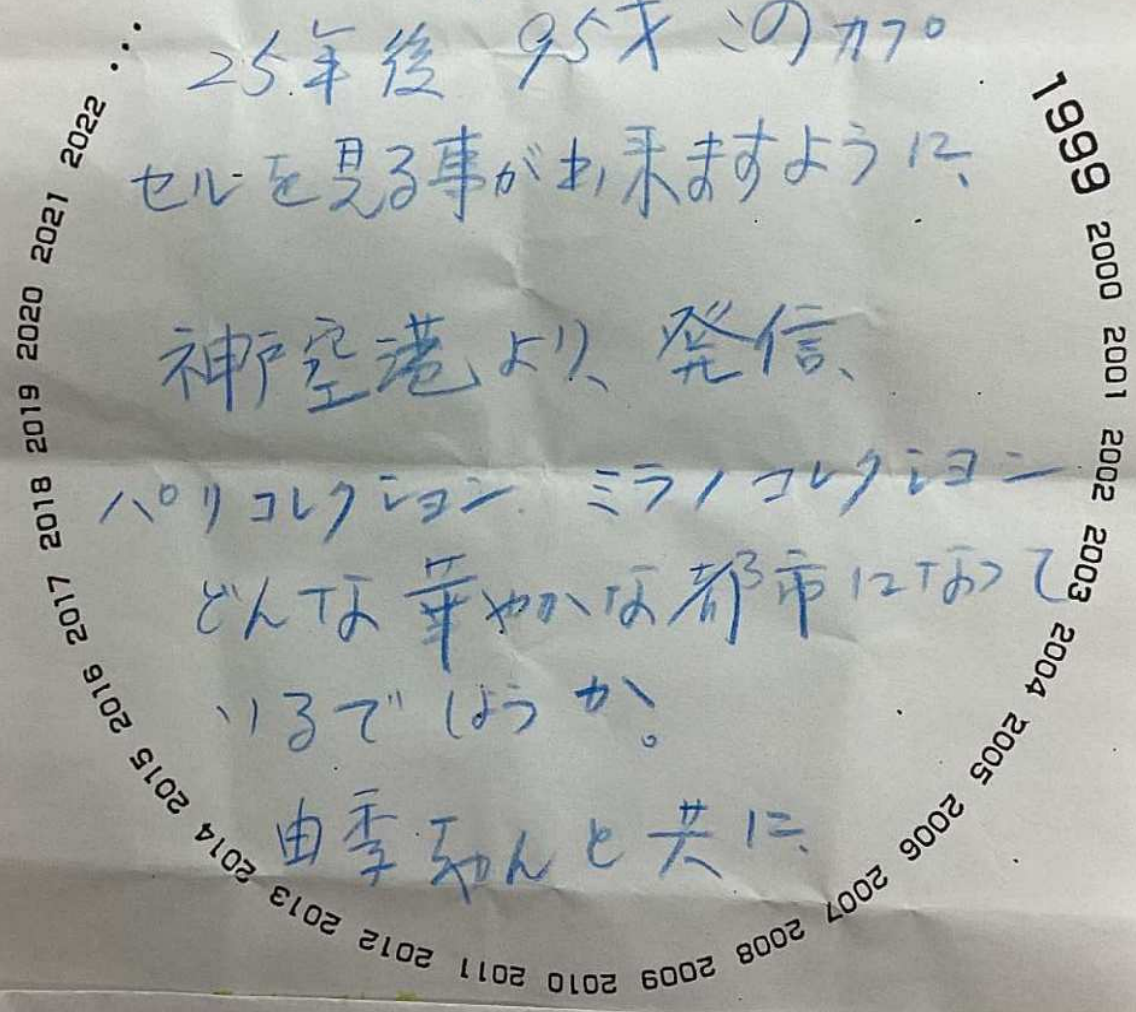 25年後 95才 このカプ
セルを見る事が出来ますように、
神戸空港より、発信、
パリコレクション ミラノコレクション
どんな華やかな都市になって
いるでしょうか。
由季ちゃんと共に、
1999 2000 2001 2002 2003 2004 2005 2006 2007 2008 2009 2010 2011 2012 2013 2014 2015 2016 2017 2018 2019 2020 2021 2022 ...